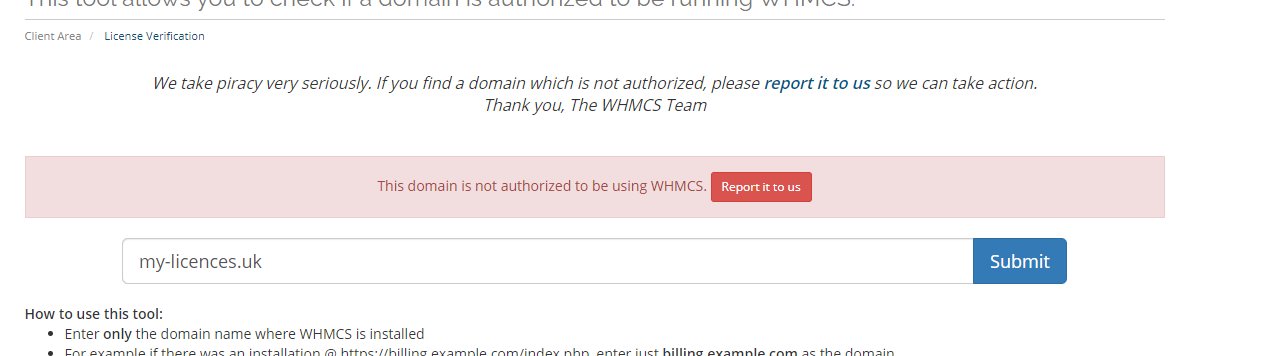 This tool allows you to check if a domain is authorized to be running WHMCS.
Client Area / License Verification
We take piracy very seriously. If you find a domain which is not authorized, please report it to us so we can take action.
Thank you, The WHMCS Team
This domain is not authorized to be using WHMCS. Report it to us
my-licences.uk Submit
How to use this tool:
• Enter only the domain name where WHMCS is installed
• For example if there was an installation @ https://billing.example.com/index.php, enter just billing.example.com as the domain